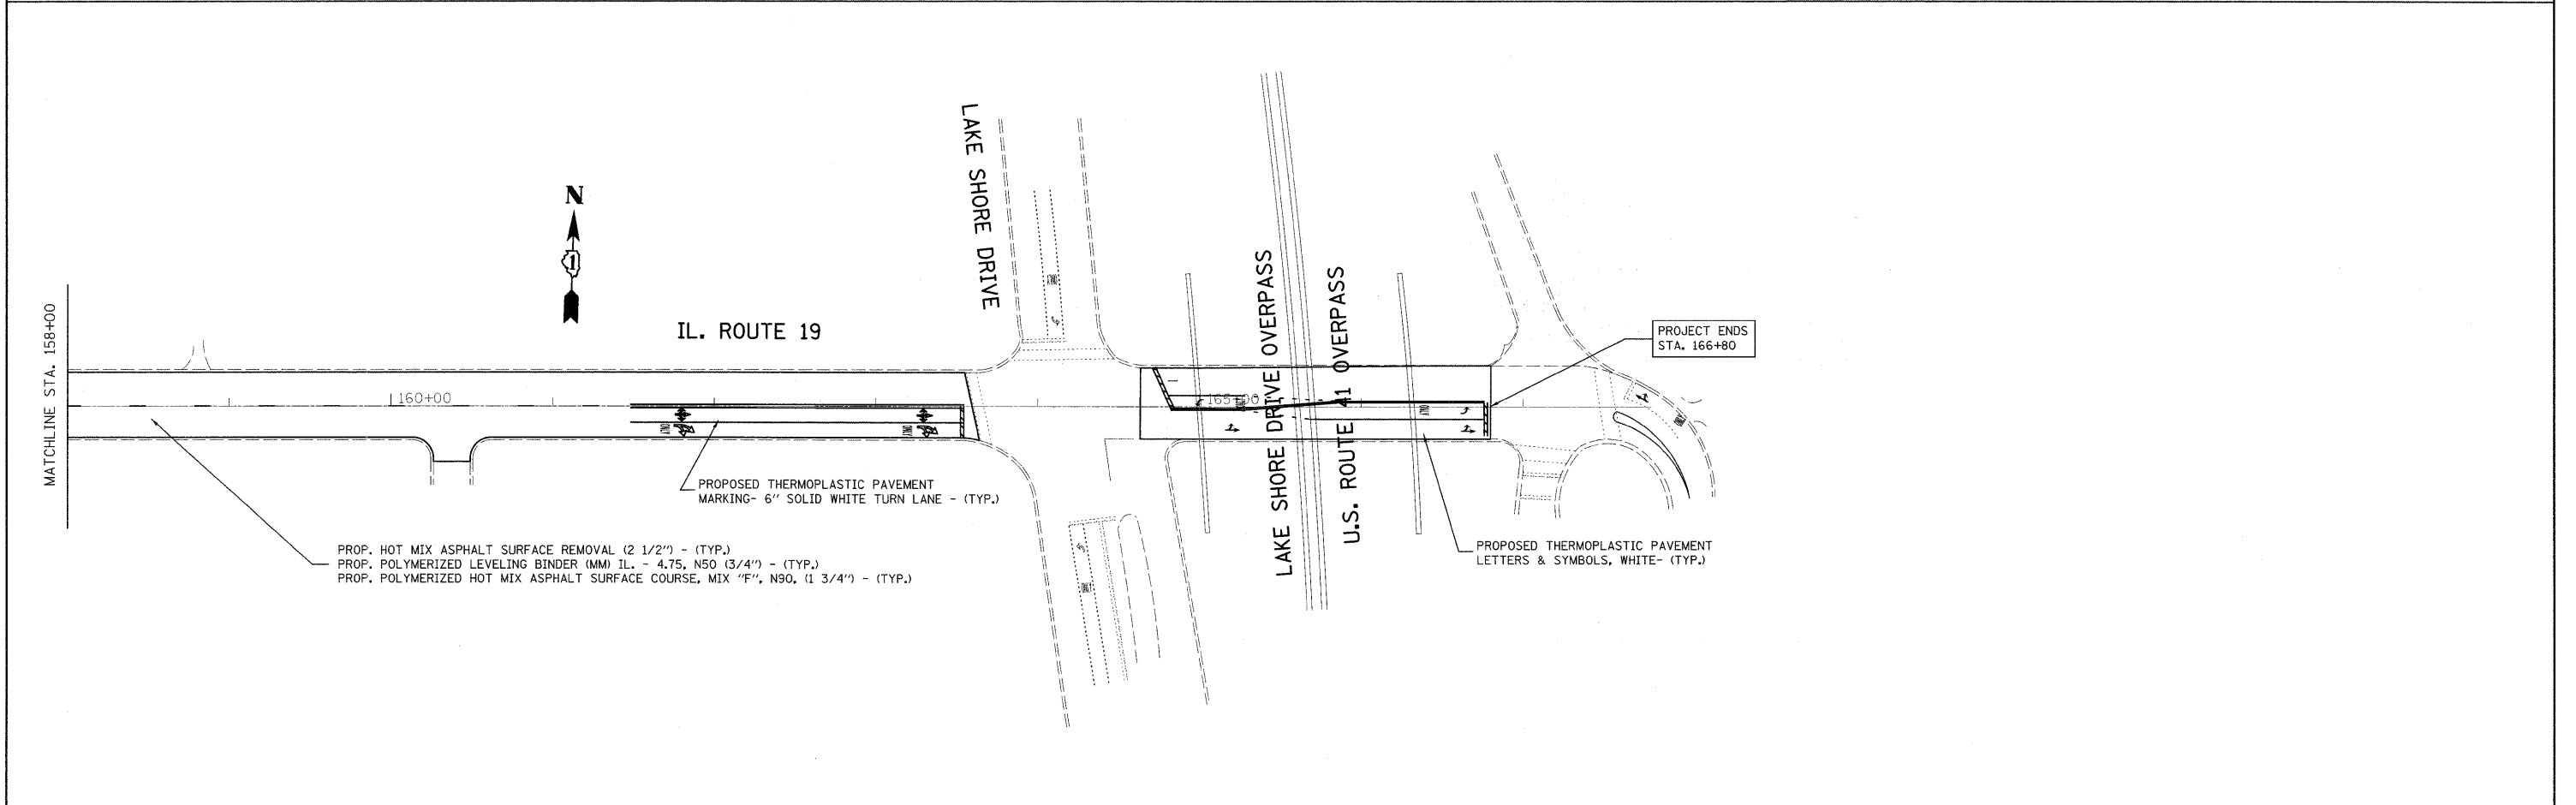 LAKE SHORE DRIVE
N
1
IL. ROUTE 19
MATCHLINE STA. 158+00
160+00
165+00
LAKE SHORE DRIVE OVERPASS
U.S. ROUTE 41 OVERPASS
PROJECT ENDS
STA. 166+80
ONLY
ONLY
ONLY
PROPOSED THERMOPLASTIC PAVEMENT
MARKING- 6" SOLID WHITE TURN LANE - (TYP.)
PROP. HOT MIX ASPHALT SURFACE REMOVAL (2 1/2") - (TYP.)
PROP. POLYMERIZED LEVELING BINDER (MM) IL. - 4.75, N50 (3/4") - (TYP.)
PROP. POLYMERIZED HOT MIX ASPHALT SURFACE COURSE, MIX "F", N90, (1 3/4") - (TYP.)
PROPOSED THERMOPLASTIC PAVEMENT
LETTERS & SYMBOLS, WHITE- (TYP.)